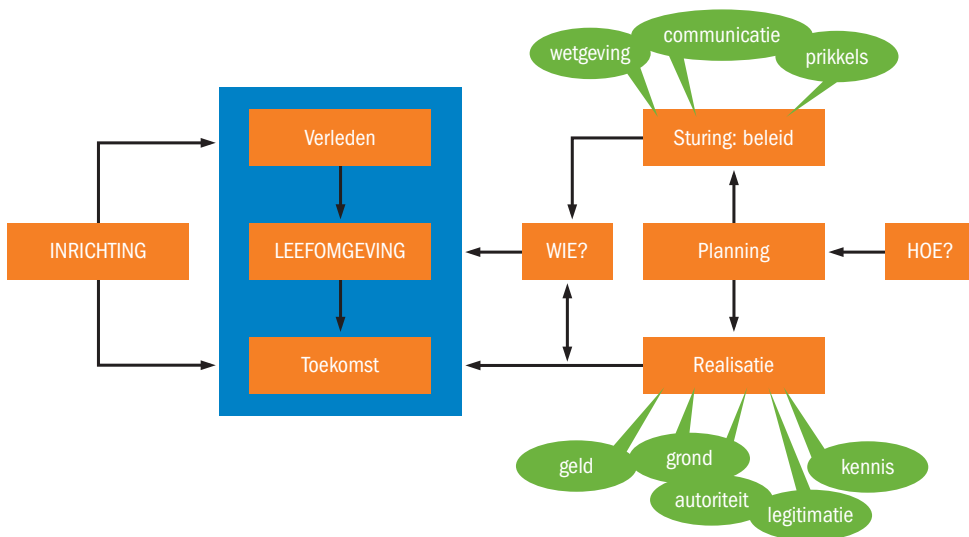 communicatie
wetgeving
prikkels
Verleden
Sturing: beleid
INRICHTING
LEEFOMGEVING
WIE?
Planning
HOE?
Toekomst
Realisatie
geld
grond
kennis
autoriteit
legitimatie